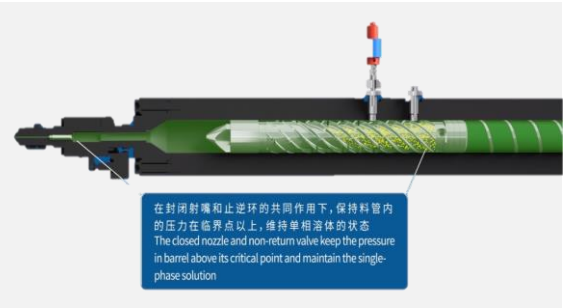 在封闭射嘴和止逆环的共同作用下，保持料管内
的压力在临界点以上，维持单相溶体的状态
The closed nozzle and non-return valve keep the pressure
in barrel above its critical point and maintain the single-
phase solution